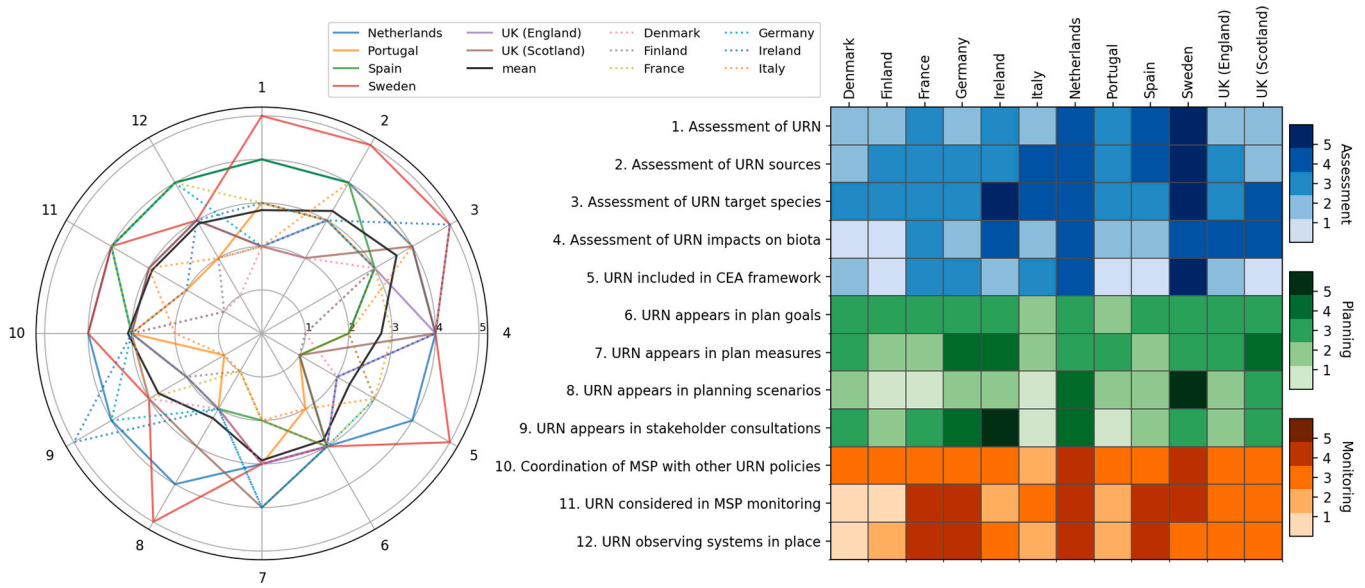 Netherlands
Portugal
Spain
Sweden
UK (England)
UK (Scotland)
mean
Denmark
Finland
France
Germany
Ireland
Italy
1
2
3
4
5
6
7
8
9
10
11
12
1 2 3 4 5
Denmark
Finland
France
Germany
Ireland
Italy
Netherlands
Portugal
Spain
Sweden
UK (England)
UK (Scotland)
1. Assessment of URN
2. Assessment of URN sources
3. Assessment of URN target species
4. Assessment of URN impacts on biota
5. URN included in CEA framework
6. URN appears in plan goals
7. URN appears in plan measures
8. URN appears in planning scenarios
9. URN appears in stakeholder consultations
10. Coordination of MSP with other URN policies
11. URN considered in MSP monitoring
12. URN observing systems in place
5
4
3
2
1
Assessment
5
4
3
2
1
Planning
5
4
3
2
1
Monitoring